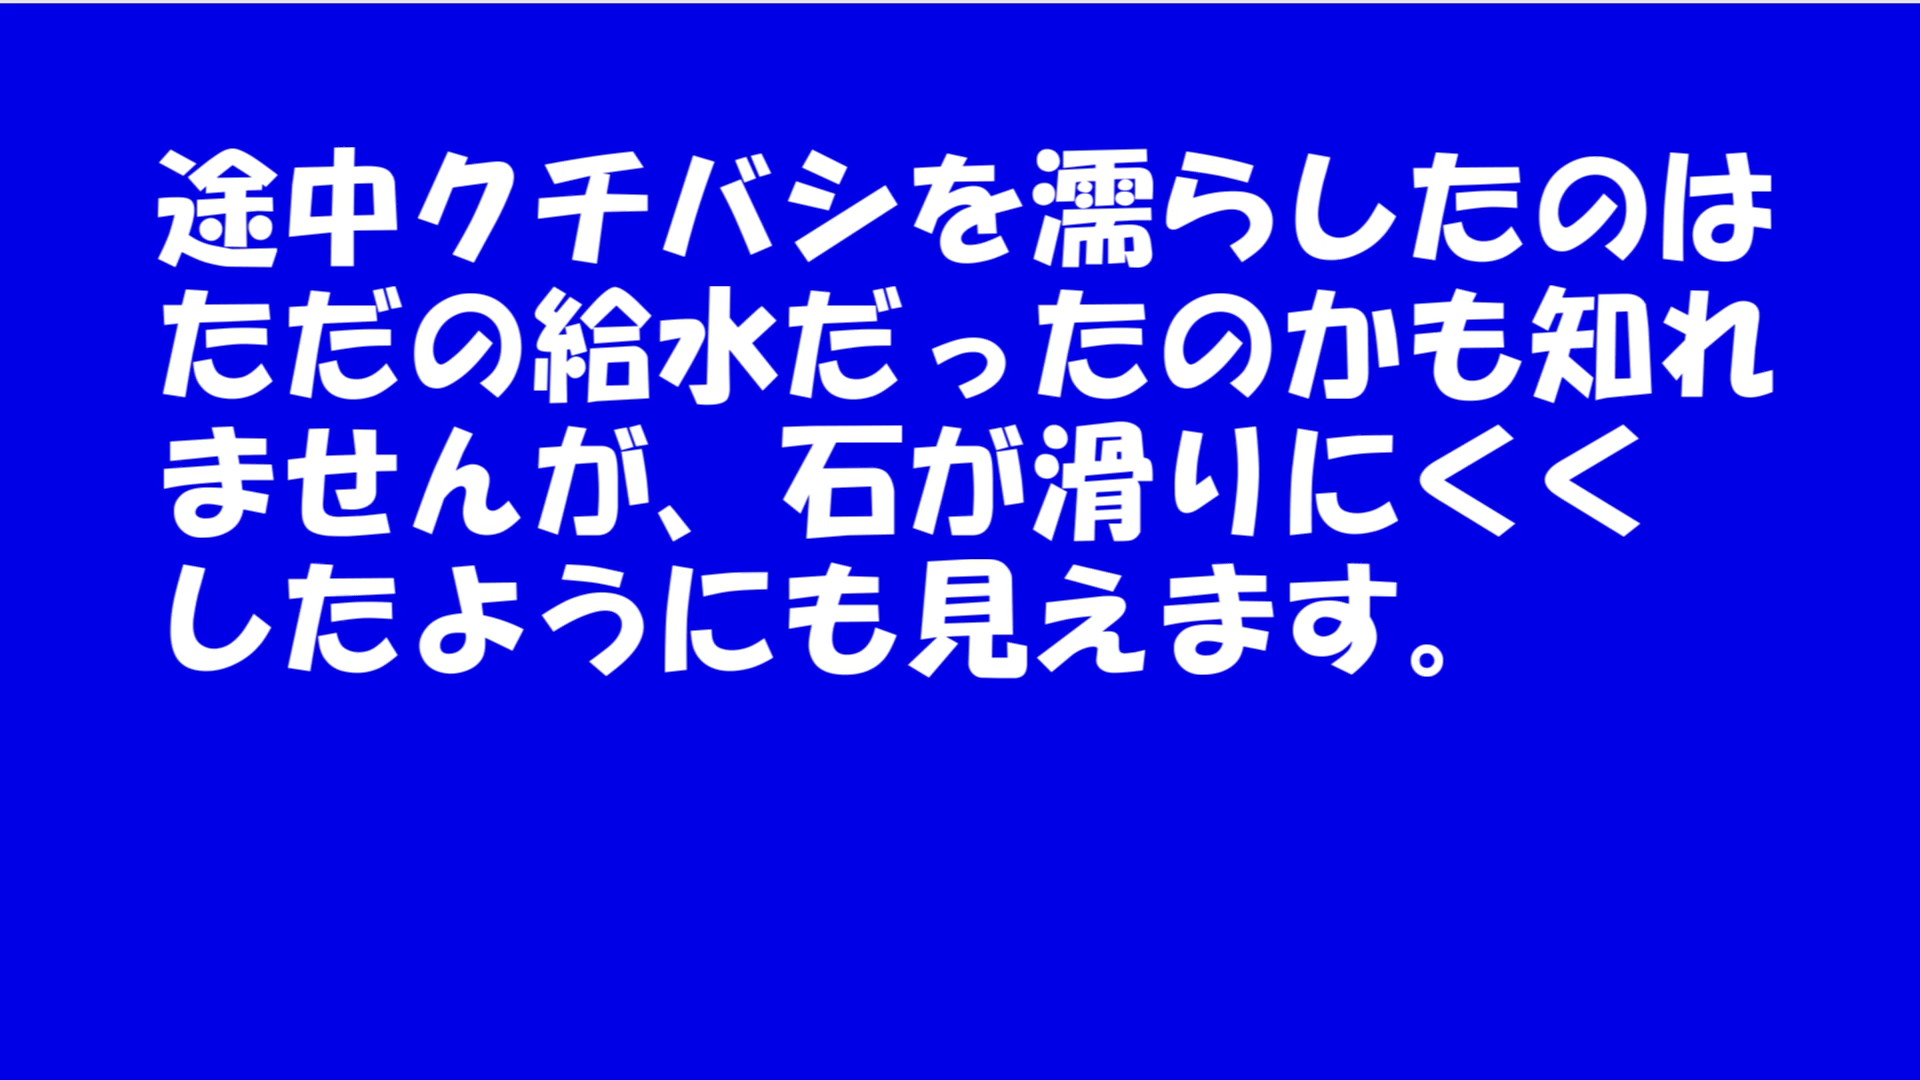 途中クチバシを濡らしたのは
ただの給水だったのかも知れ
ませんが、石が滑りにくく
したようにも見えます。